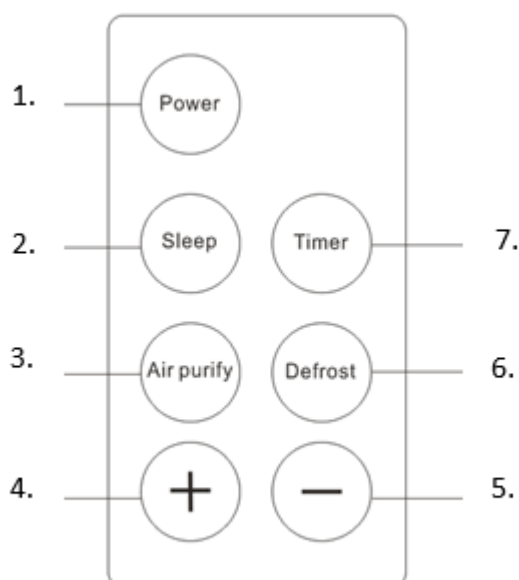 1. Power
2. Sleep Timer 7.
3. Air purify Defrost 6.
4. + − 5.